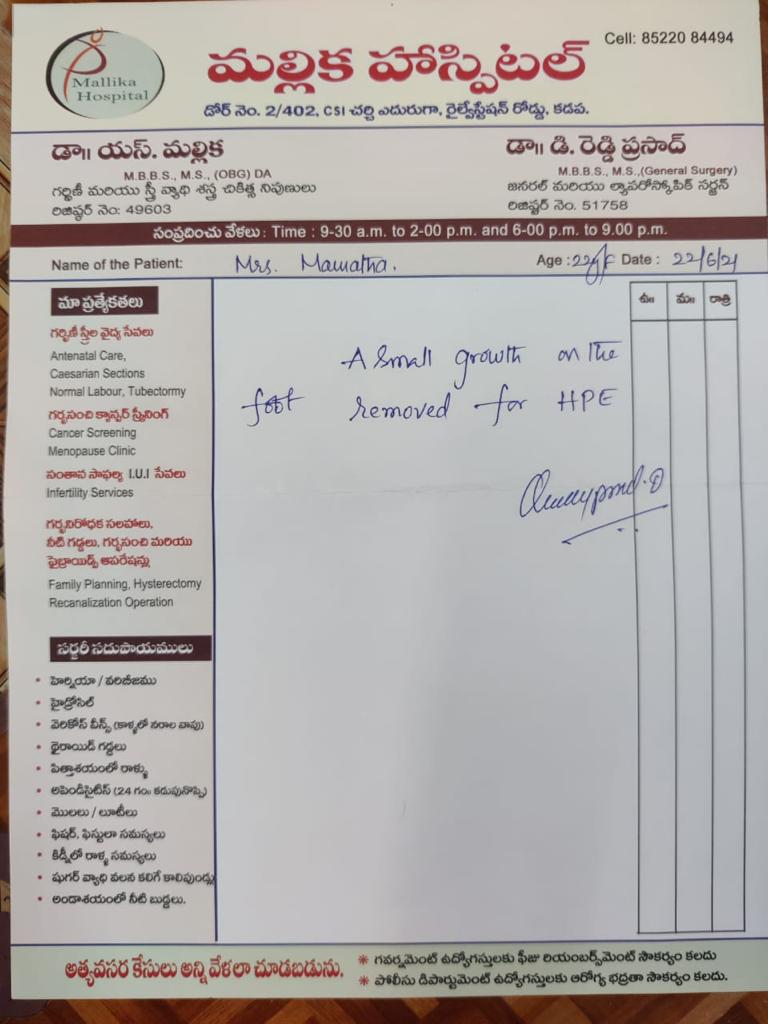 Mallika
Hospital
మల్లిక హాస్పిటల్
Cell: 85220 84494
డోర్ నెం. 2/402, CSI చర్చి ఎదురుగా, రైల్వేస్టేషన్ రోడ్డు, కడప.
డా॥ యస్. మల్లిక
M.B.B.S., M.S., (OBG) DA
గర్భిణీ మరియు స్త్రీ వ్యాధి శస్త్ర చికిత్స నిపుణులు
రిజిష్టర్ నెం: 49603
డా॥ డి. రెడ్డి ప్రసాద్
M.B.B.S., M.S.,(General Surgery)
జనరల్ మరియు ల్యాపరోస్కోపిక్ సర్జన్
రిజిష్టర్ నెం. 51758
సంప్రదించు వేళలు : Time : 9-30 a.m. to 2-00 p.m. and 6-00 p.m. to 9.00 p.m.
Name of the Patient: Mrs. Mamatha. Age : 22y/F Date : 22/6/21
మా ప్రత్యేకతలు
గర్భిణీ స్త్రీల వైద్య సేవలు
Antenatal Care,
Caesarian Sections
Normal Labour, Tubectormy
గర్భసంచి క్యాన్సర్ స్క్రీనింగ్
Cancer Screening
Menopause Clinic
సంతాన సాఫల్య I.U.I సేవలు
Infertility Services
గర్భనిరోధక సలహాలు,
నీటి గడ్డలు, గర్భసంచి మరియు
ఫైబ్రాయిడ్స్ ఆపరేషన్లు
Family Planning, Hysterectomy
Recanalization Operation
సర్జరీ సదుపాయములు
• హెర్నియా / వరిబీజము
• హైడ్రోసిల్
• వెరికోస్ వీన్స్ (కాళ్ళలో నరాల వాపు)
• థైరాయిడ్ గడ్డలు
• పిత్తాశయంలో రాళ్ళు
• అపెండిసైటిస్ (24 గం॥ కడుపునొప్పి)
• మొలలు / లూటీలు
• ఫిషర్, ఫిస్టులా సమస్యలు
• కిడ్నీలో రాళ్ళ సమస్యలు
• షుగర్ వ్యాధి వలన కలిగే కాలిపుండ్లు
• అండాశయంలో నీటి బుడ్డలు.
ఉ॥ మ॥ రాత్రి
A small growth on the
foot removed for HPE
అత్యవసర కేసులు అన్ని వేళలా చూడబడును.
* గవర్నమెంట్ ఉద్యోగస్తులకు ఫీజు రియంబర్స్‌మెంట్ సౌకర్యం కలదు
* పోలీసు డిపార్టుమెంట్ ఉద్యోగస్తులకు ఆరోగ్య భద్రతా సౌకర్యం కలదు.